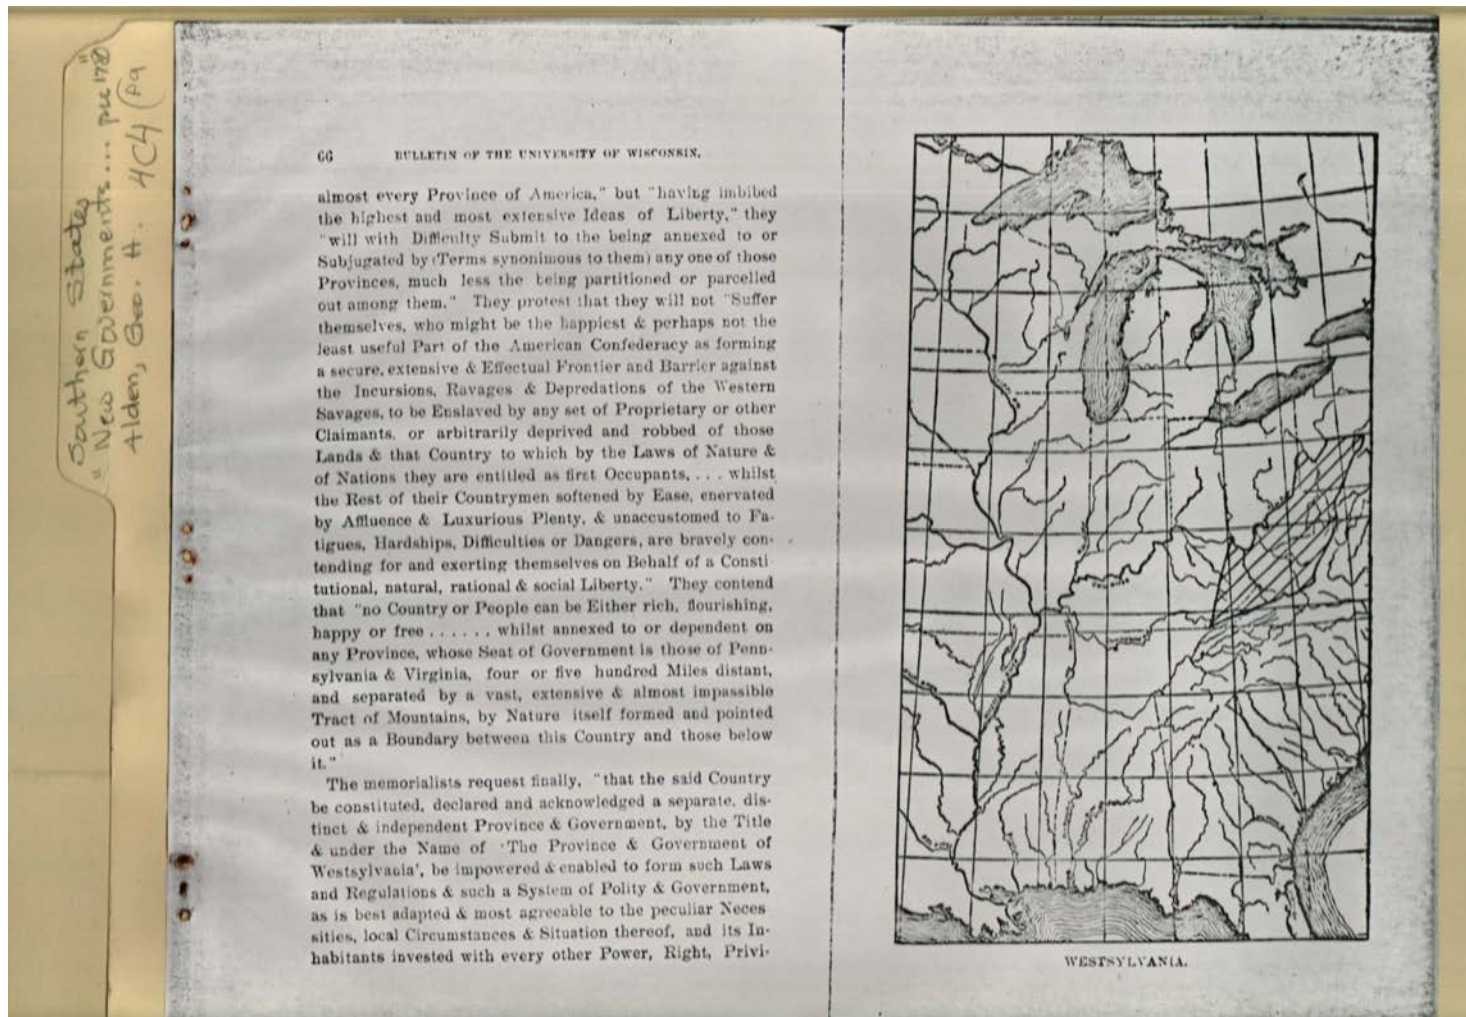 Southern States
"New Governments... pre 1780"
Alden, Geo. H. 4C4 (pg
66 BULLETIN OF THE UNIVERSITY OF WISCONSIN.
almost every Province of America," but "having imbibed
the highest and most extensive Ideas of Liberty," they
"will with Difficulty Submit to the being annexed to or
Subjugated by (Terms synonimous to them) any one of those
Provinces, much less the being partitioned or parcelled
out among them." They protest that they will not "Suffer
themselves, who might be the happiest & perhaps not the
least useful Part of the American Confederacy as forming
a secure, extensive & Effectual Frontier and Barrier against
the Incursions, Ravages & Depredations of the Western
Savages, to be Enslaved by any set of Proprietary or other
Claimants, or arbitrarily deprived and robbed of those
Lands & that Country to which by the Laws of Nature &
of Nations they are entitled as first Occupants, . . . whilst
the Rest of their Countrymen softened by Ease, enervated
by Affluence & Luxurious Plenty, & unaccustomed to Fa-
tigues, Hardships, Difficulties or Dangers, are bravely con-
tending for and exerting themselves on Behalf of a Consti
tutional, natural, rational & social Liberty." They contend
that "no Country or People can be Either rich, flourishing,
happy or free . . . . . . whilst annexed to or dependent on
any Province, whose Seat of Government is those of Penn-
sylvania & Virginia, four or five hundred Miles distant,
and separated by a vast, extensive & almost impassible
Tract of Mountains, by Nature itself formed and pointed
out as a Boundary between this Country and those below
it."
The memorialists request finally, "that the said Country
be constituted, declared and acknowledged a separate, dis-
tinct & independent Province & Government, by the Title
& under the Name of 'The Province & Government of
Westsylvania', be impowered & enabled to form such Laws
and Regulations & such a System of Polity & Government,
as is best adapted & most agreeable to the peculiar Neces
sities, local Circumstances & Situation thereof, and its In-
habitants invested with every other Power, Right, Privi-
WESTSYLVANIA.